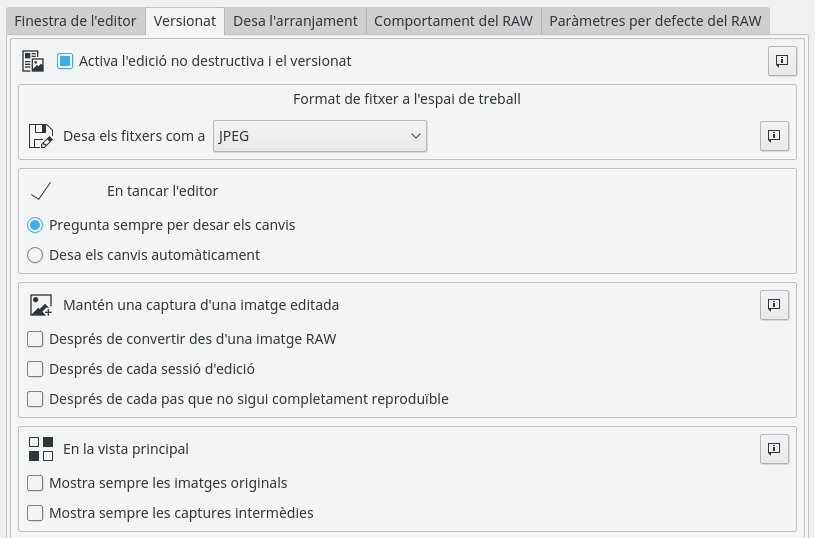 Finestra de l'editor Versionat Desa l'arranjament Comportament del RAW Paràmetres per defecte del RAW
Activa l'edició no destructiva i el versionat
Format de fitxer a l'espai de treball
Desa els fitxers com a JPEG
En tancar l'editor
Pregunta sempre per desar els canvis
Desa els canvis automàticament
Mantén una captura d'una imatge editada
Després de convertir des d'una imatge RAW
Després de cada sessió d'edició
Després de cada pas que no sigui completament reproduïble
En la vista principal
Mostra sempre les imatges originals
Mostra sempre les captures intermèdies